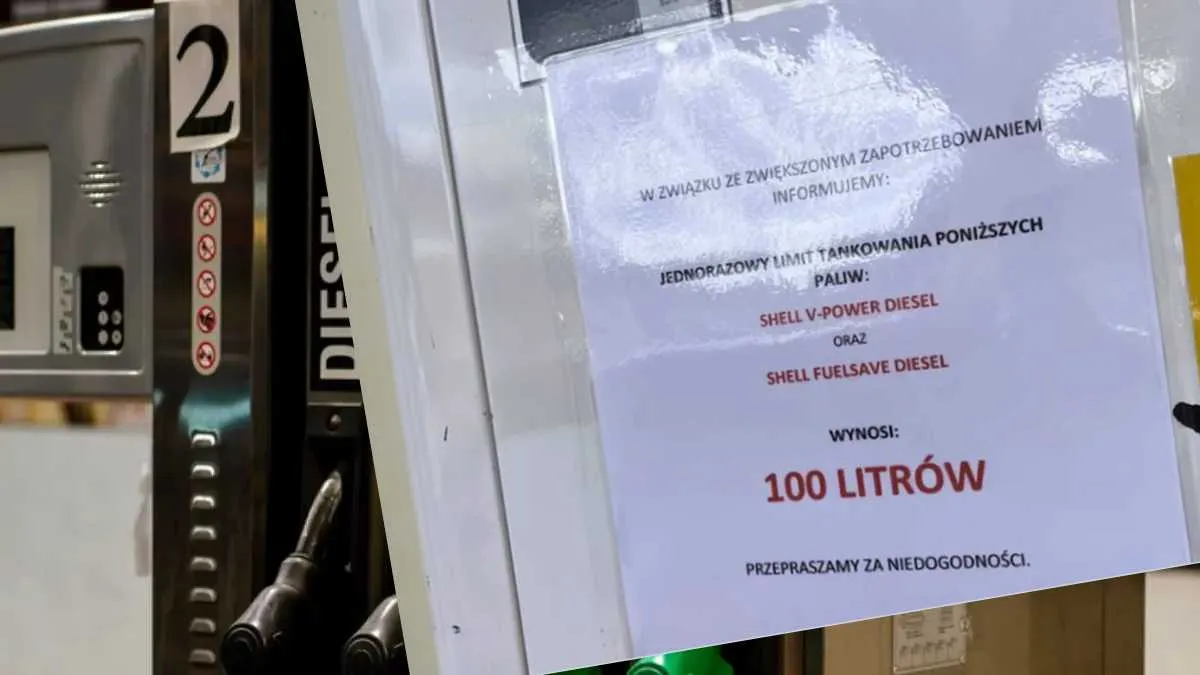 2
DIESEL
W ZWIĄZKU ZE ZWIĘKSZONYM ZAPOTRZEBOWANIEM
INFORMUJEMY:
JEDNORAZOWY LIMIT TANKOWANIA PONIŻSZYCH
PALIW:
SHELL V-POWER DIESEL
ORAZ
SHELL FUELSAVE DIESEL
WYNOSI:
100 LITRÓW
PRZEPRASZAMY ZA NIEDOGODNOŚCI.